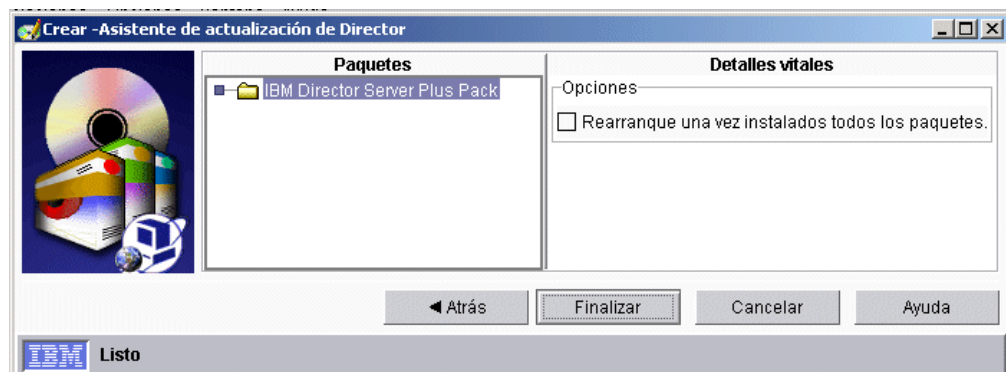 Crear -Asistente de actualización de Director
Paquetes
IBM Director Server Plus Pack
Detalles vitales
Opciones
Rearranque una vez instalados todos los paquetes.
Atrás
Finalizar
Cancelar
Ayuda
IBM
Listo